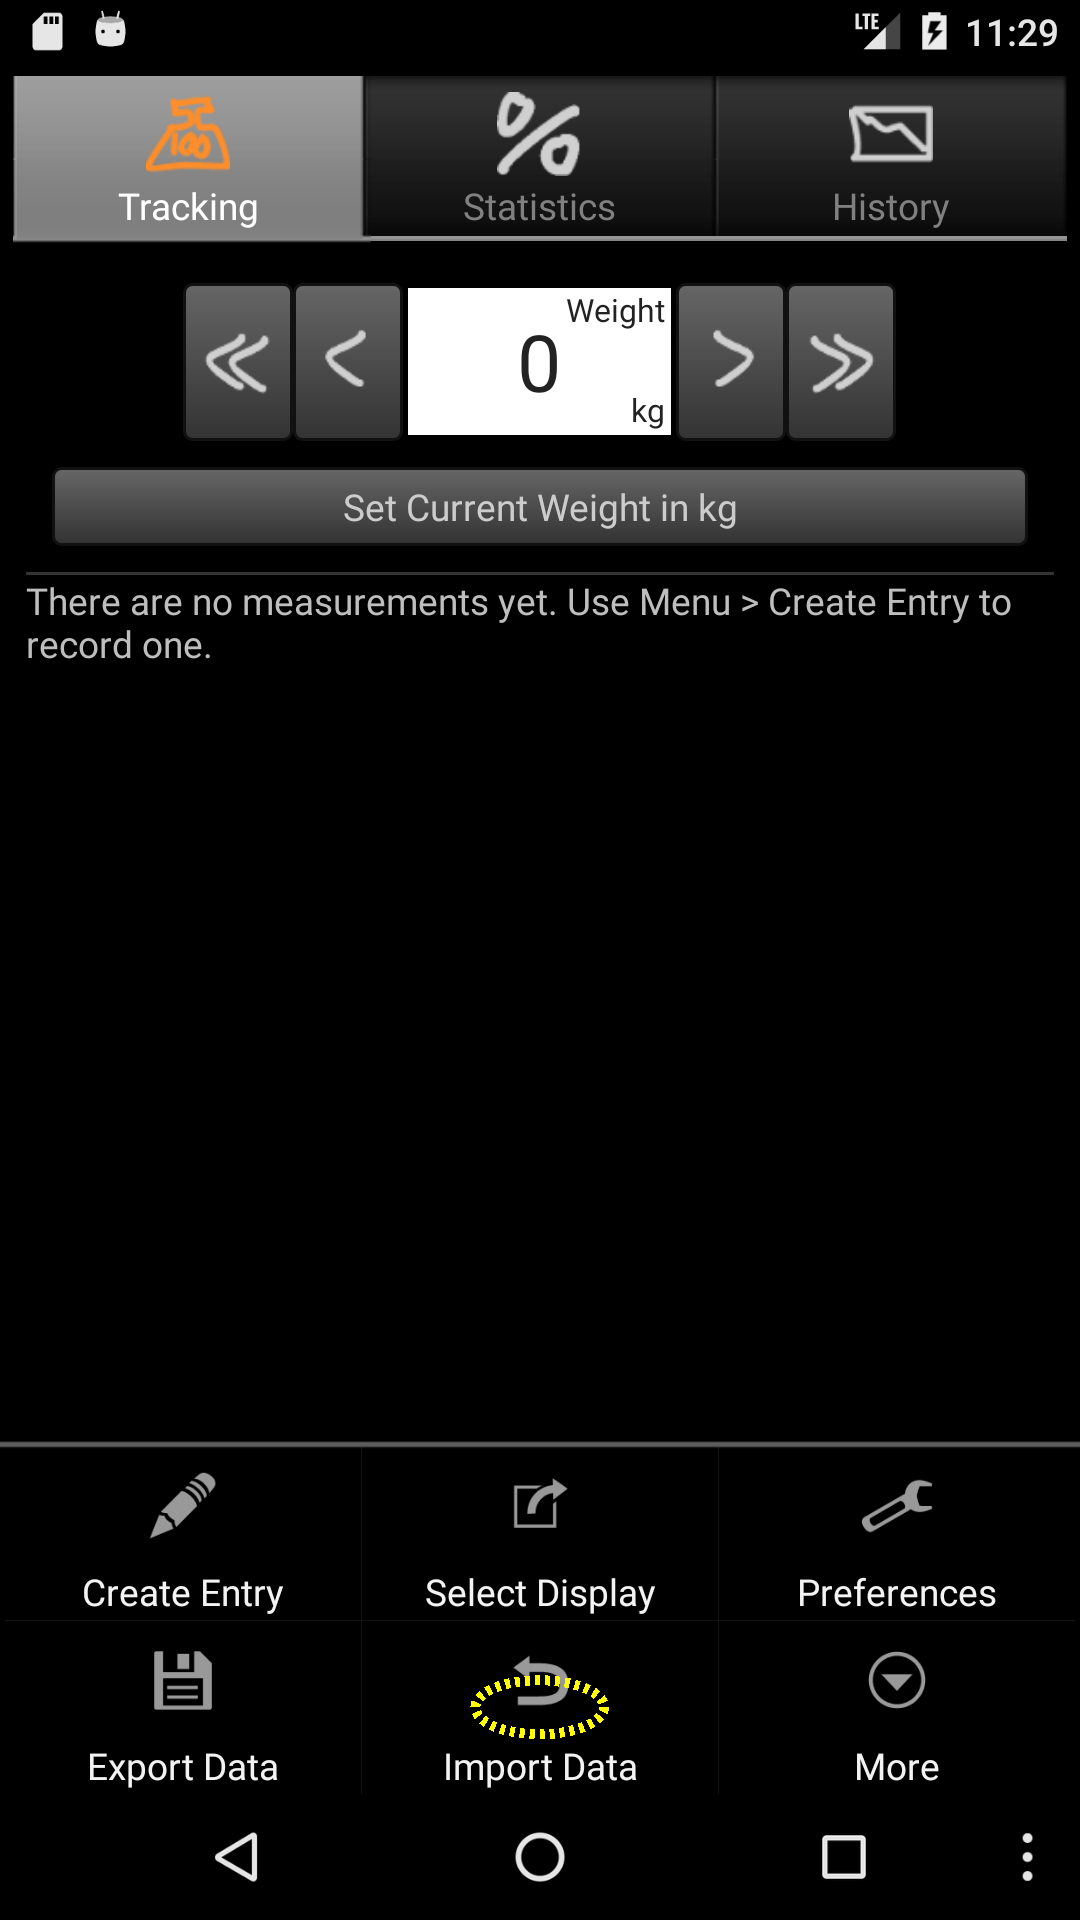 LTE 11:29
100
Tracking
Statistics
History
Weight
0
kg
Set Current Weight in kg
There are no measurements yet. Use Menu > Create Entry to
record one.
Create Entry
Select Display
Preferences
Export Data
Import Data
More